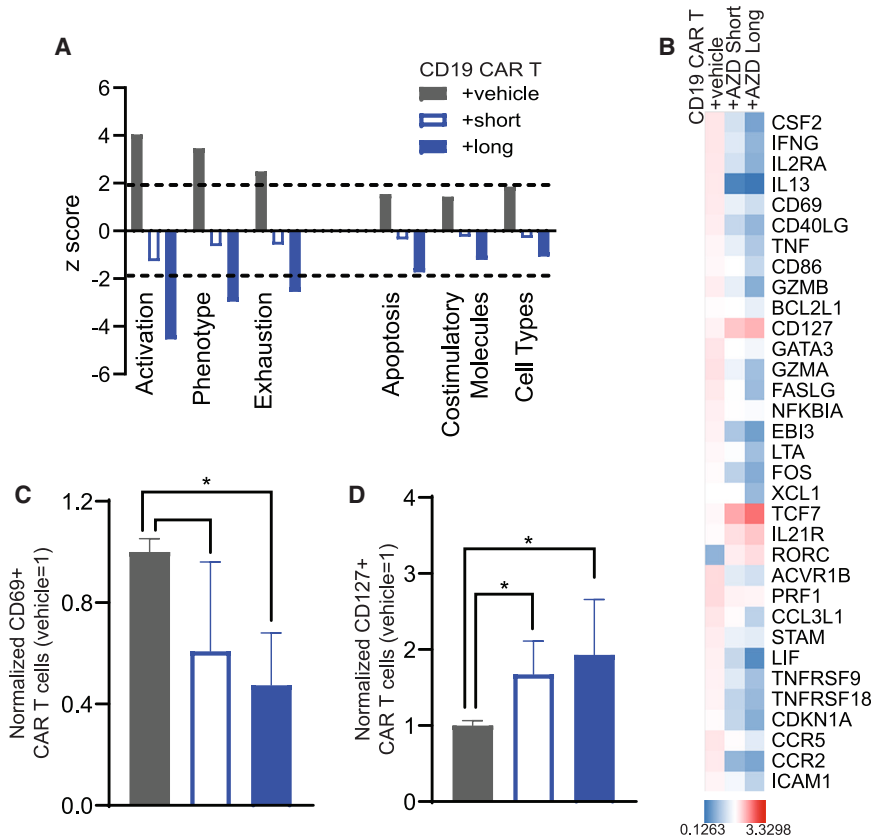 A
CD19 CAR T
+vehicle
+short
+long
z score
6
4
2
0
-2
-4
-6
Activation
Phenotype
Exhaustion
Apoptosis
Costimulatory
Molecules
Cell Types
B
CD19 CAR T
+vehicle
+AZD Short
+AZD Long
CSF2
IFNG
IL2RA
IL13
CD69
CD40LG
TNF
CD86
GZMB
BCL2L1
CD127
GATA3
GZMA
FASLG
NFKBIA
EBI3
LTA
FOS
XCL1
TCF7
IL21R
RORC
ACVR1B
PRF1
CCL3L1
STAM
LIF
TNFRSF9
TNFRSF18
CDKN1A
CCR5
CCR2
ICAM1
0.1263 3.3298
C
Normalized CD69+
CAR T cells (vehicle=1)
1.2
0.8
0.4
0.0
*
D
Normalized CD127+
CAR T cells (vehicle=1)
4
3
2
1
0
*
*